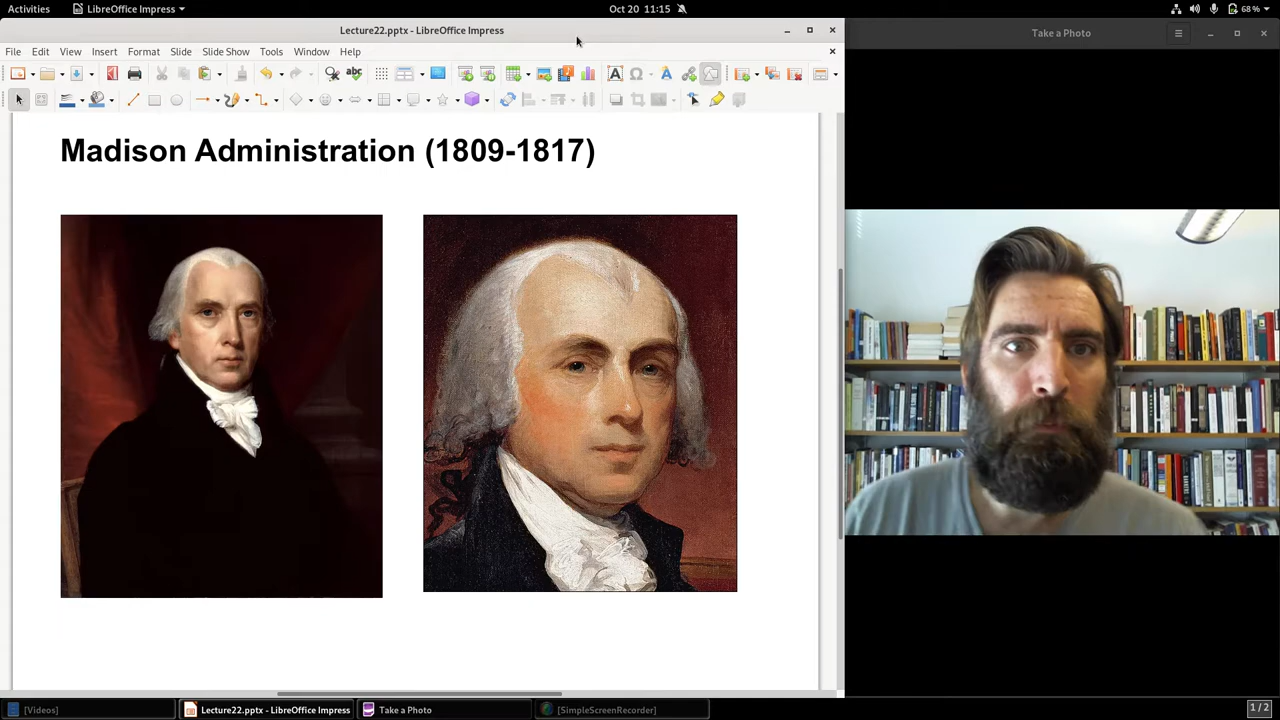 Activities
LibreOffice Impress
Oct 20 11:15
68 %
Lecture22.pptx - LibreOffice Impress
Take a Photo
File Edit View Insert Format Slide Slide Show Tools Window Help
Madison Administration (1809-1817)
[Videos]
Lecture22.pptx - LibreOffice Impress
Take a Photo
[SimpleScreenRecorder]
1 / 2